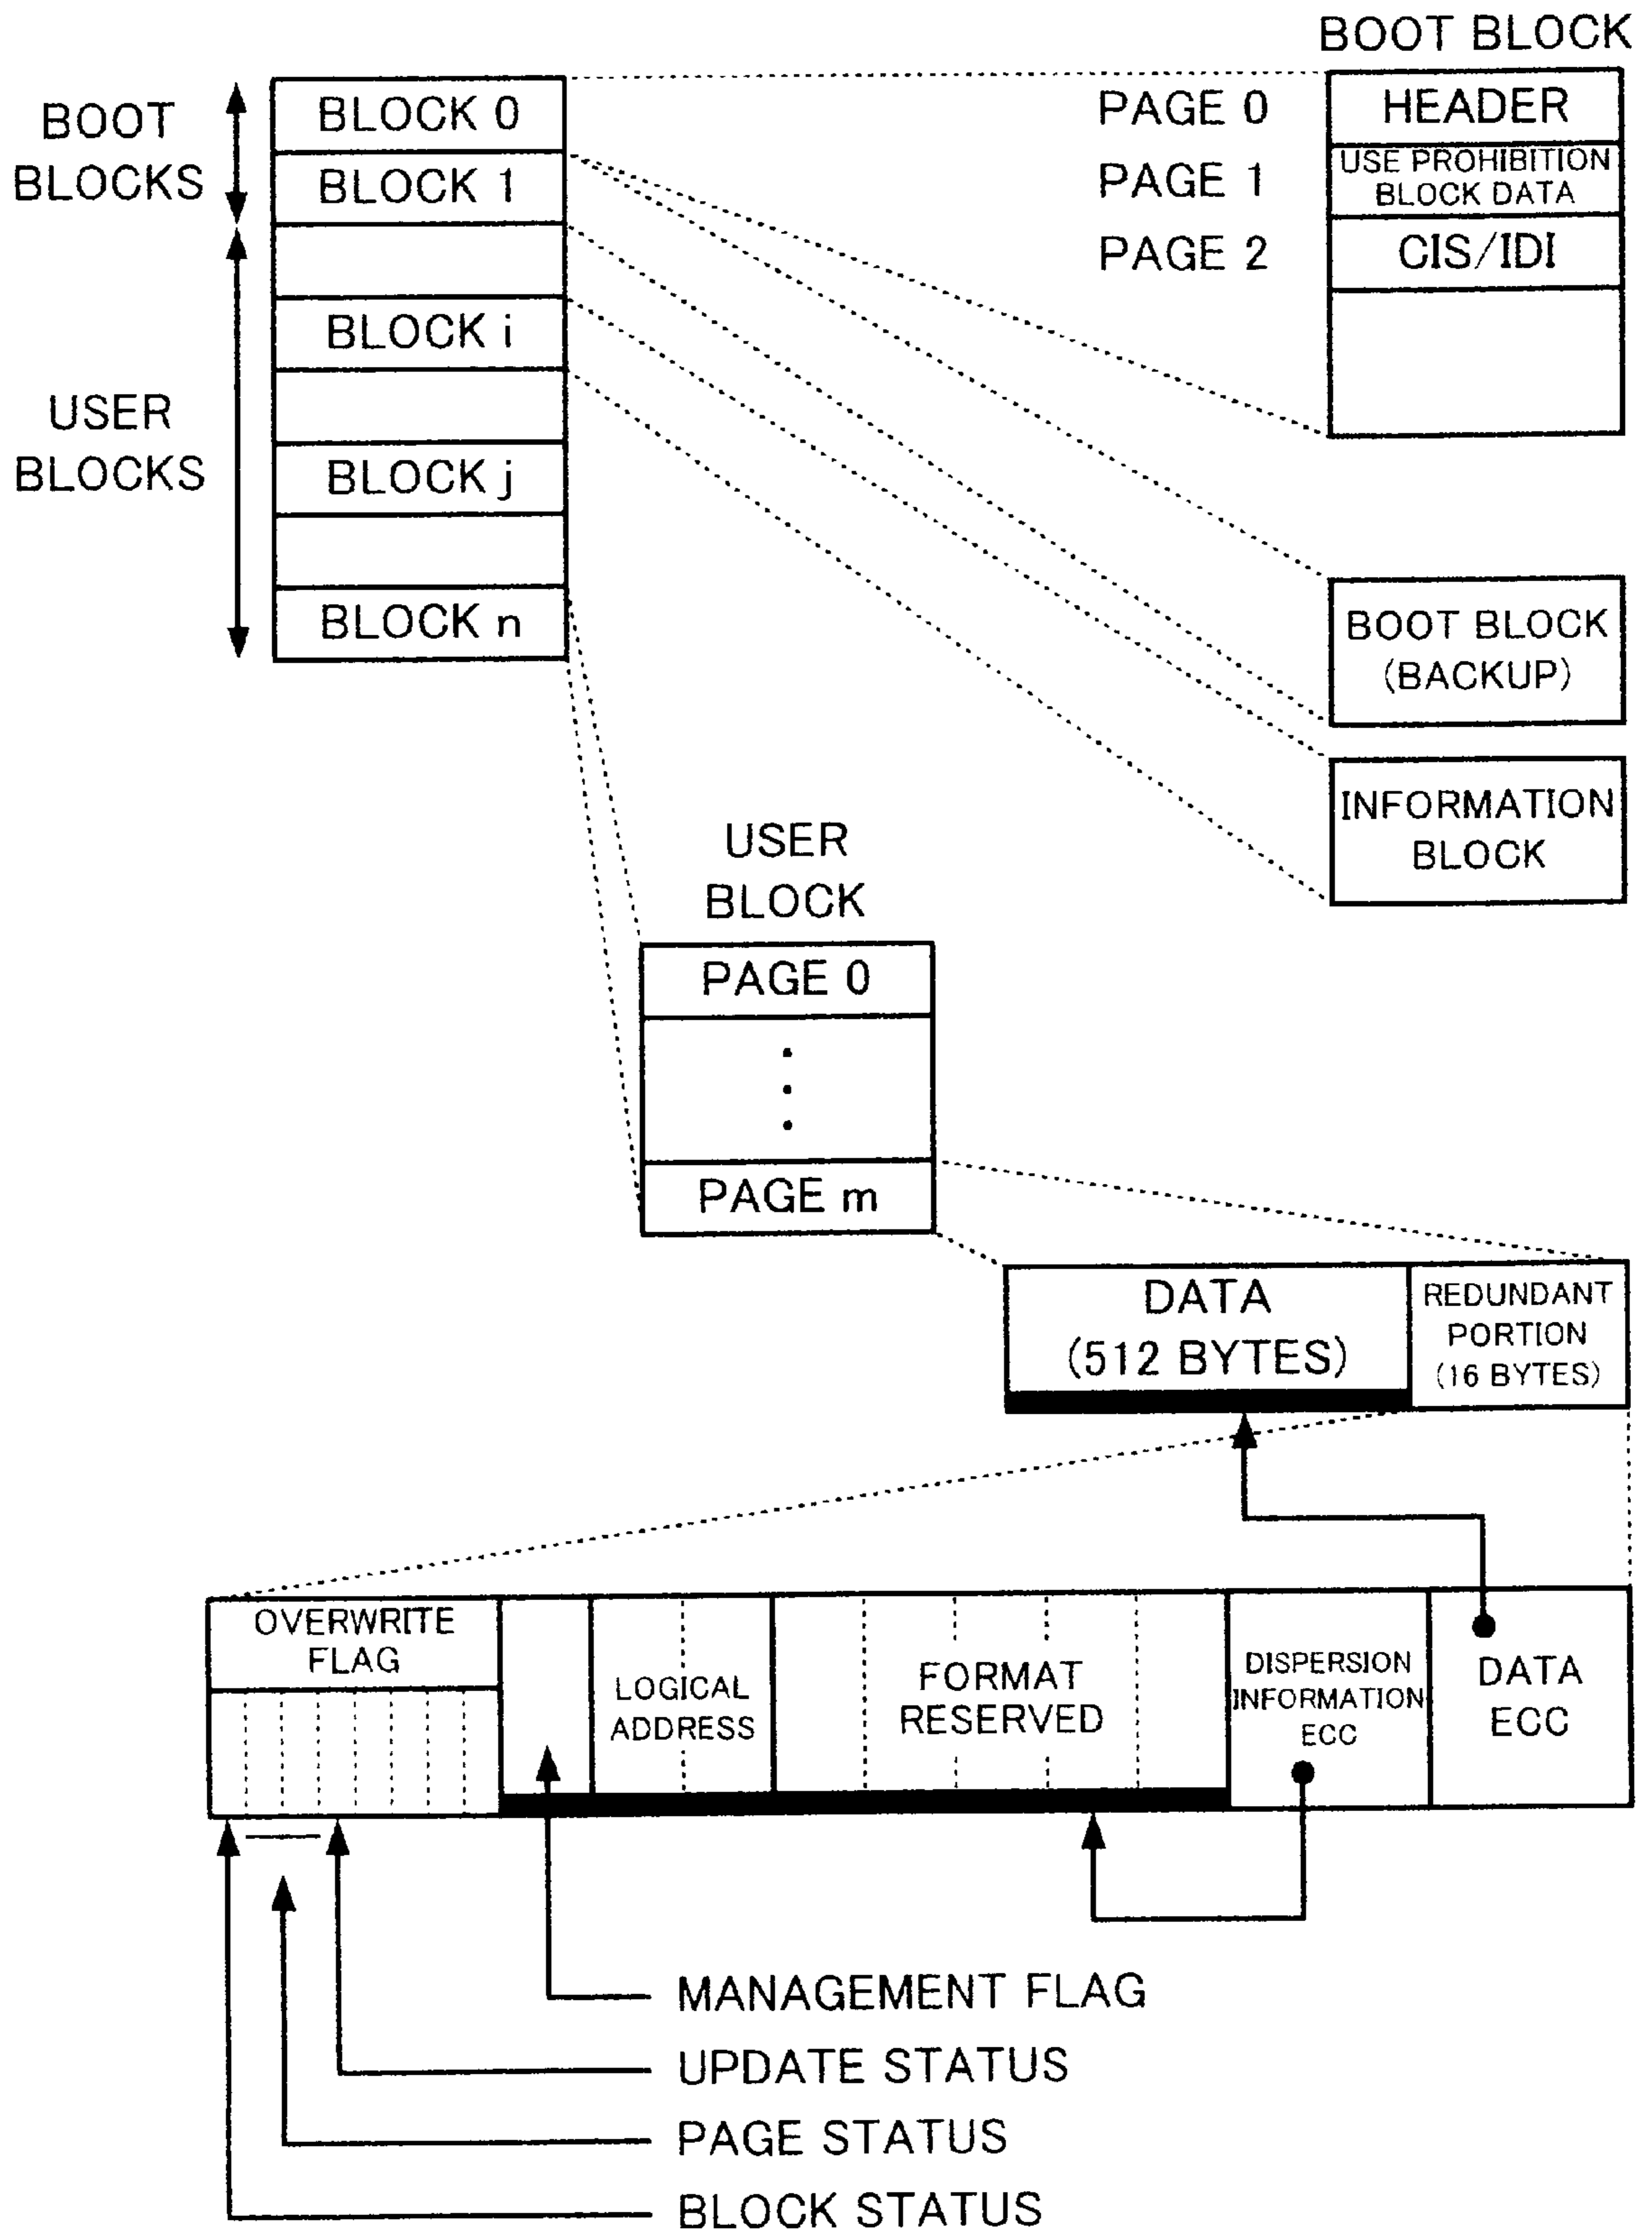 BOOT BLOCK
BOOT
BLOCKS
BLOCK 0
BLOCK 1
PAGE 0
HEADER
PAGE 1
USE PROHIBITION
BLOCK DATA
PAGE 2
CIS/IDI
USER
BLOCKS
BLOCK i
BLOCK j
BLOCK n
BOOT BLOCK
(BACKUP)
INFORMATION
BLOCK
USER
BLOCK
PAGE 0
PAGE m
DATA
(512 BYTES)
REDUNDANT
PORTION
(16 BYTES)
OVERWRITE
FLAG
LOGICAL
ADDRESS
FORMAT
RESERVED
DISPERSION
INFORMATION
ECC
DATA
ECC
MANAGEMENT FLAG
UPDATE STATUS
PAGE STATUS
BLOCK STATUS